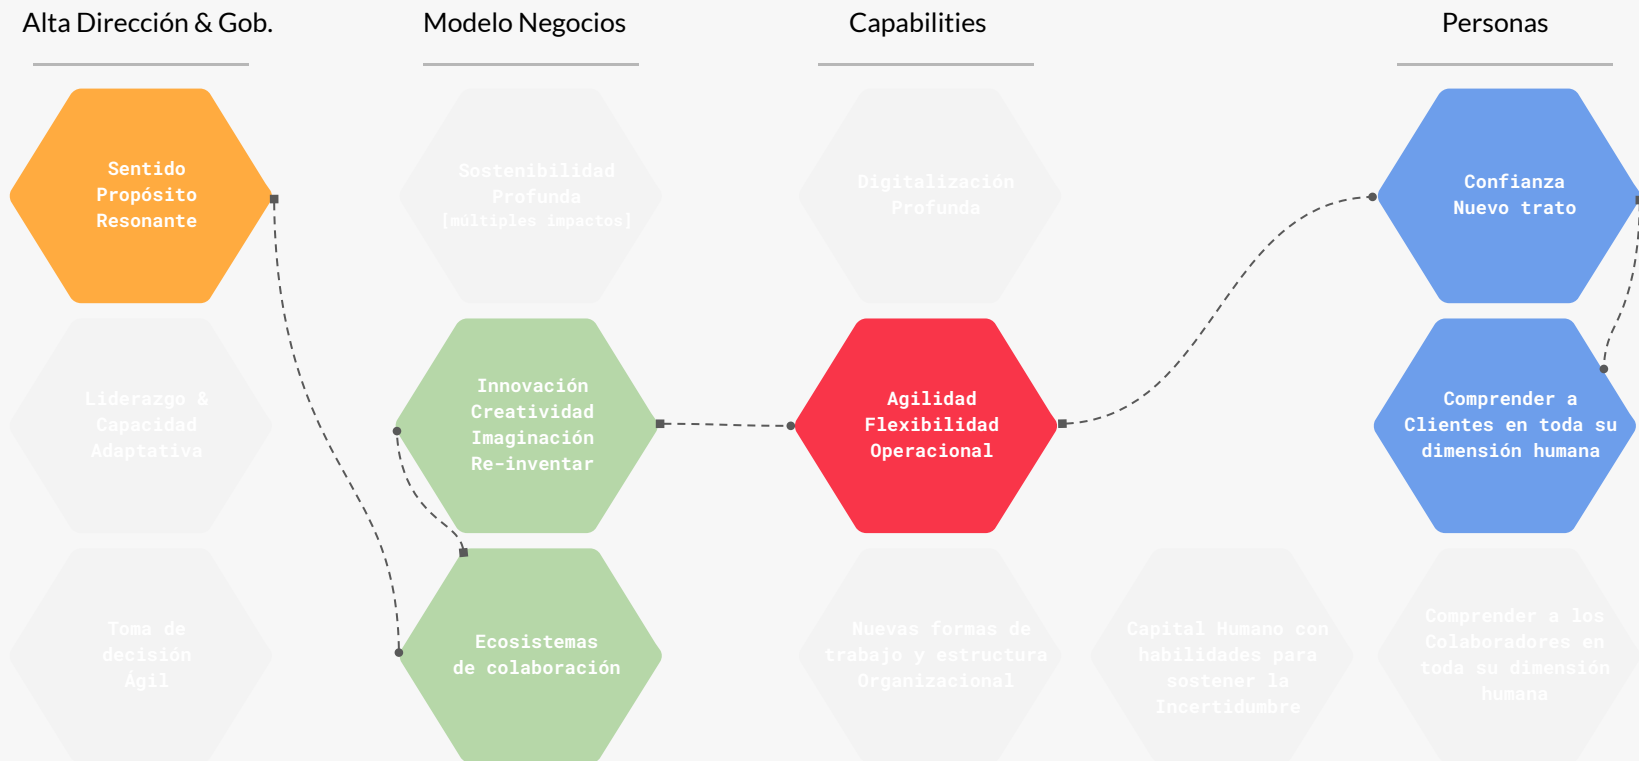 Alta Dirección & Gob.
Modelo Negocios
Capabilities
Personas
Sentido
Propósito
Resonante
Sostenibilidad
Profunda
[múltiples impactos]
Digitalización
Profunda
Confianza
Nuevo trato
Liderazgo &
Capacidad
Adaptativa
Innovación
Creatividad
Imaginación
Re-inventar
Agilidad
Flexibilidad
Operacional
Comprender a
Clientes en toda su
dimensión humana
Toma de
decisión
Ágil
Ecosistemas
de colaboración
Nuevas formas de
trabajo y estructura
Organizacional
Capital Humano con
habilidades para
sostener la
Incertidumbre
Comprender a los
Colaboradores en
toda su dimensión
humana